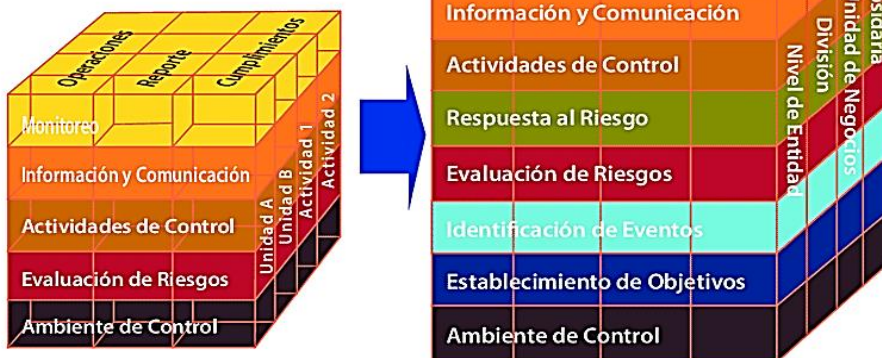 Operaciones
Reporte
Cumplimientos
Monitoreo
Información y Comunicación
Actividades de Control
Evaluación de Riesgos
Ambiente de Control
Unidad A
Unidad B
Actividad 1
Actividad 2
Información y Comunicación
Actividades de Control
Respuesta al Riesgo
Evaluación de Riesgos
Identificación de Eventos
Establecimiento de Objetivos
Ambiente de Control
Nivel de Entidad
División
Unidad de Negocios